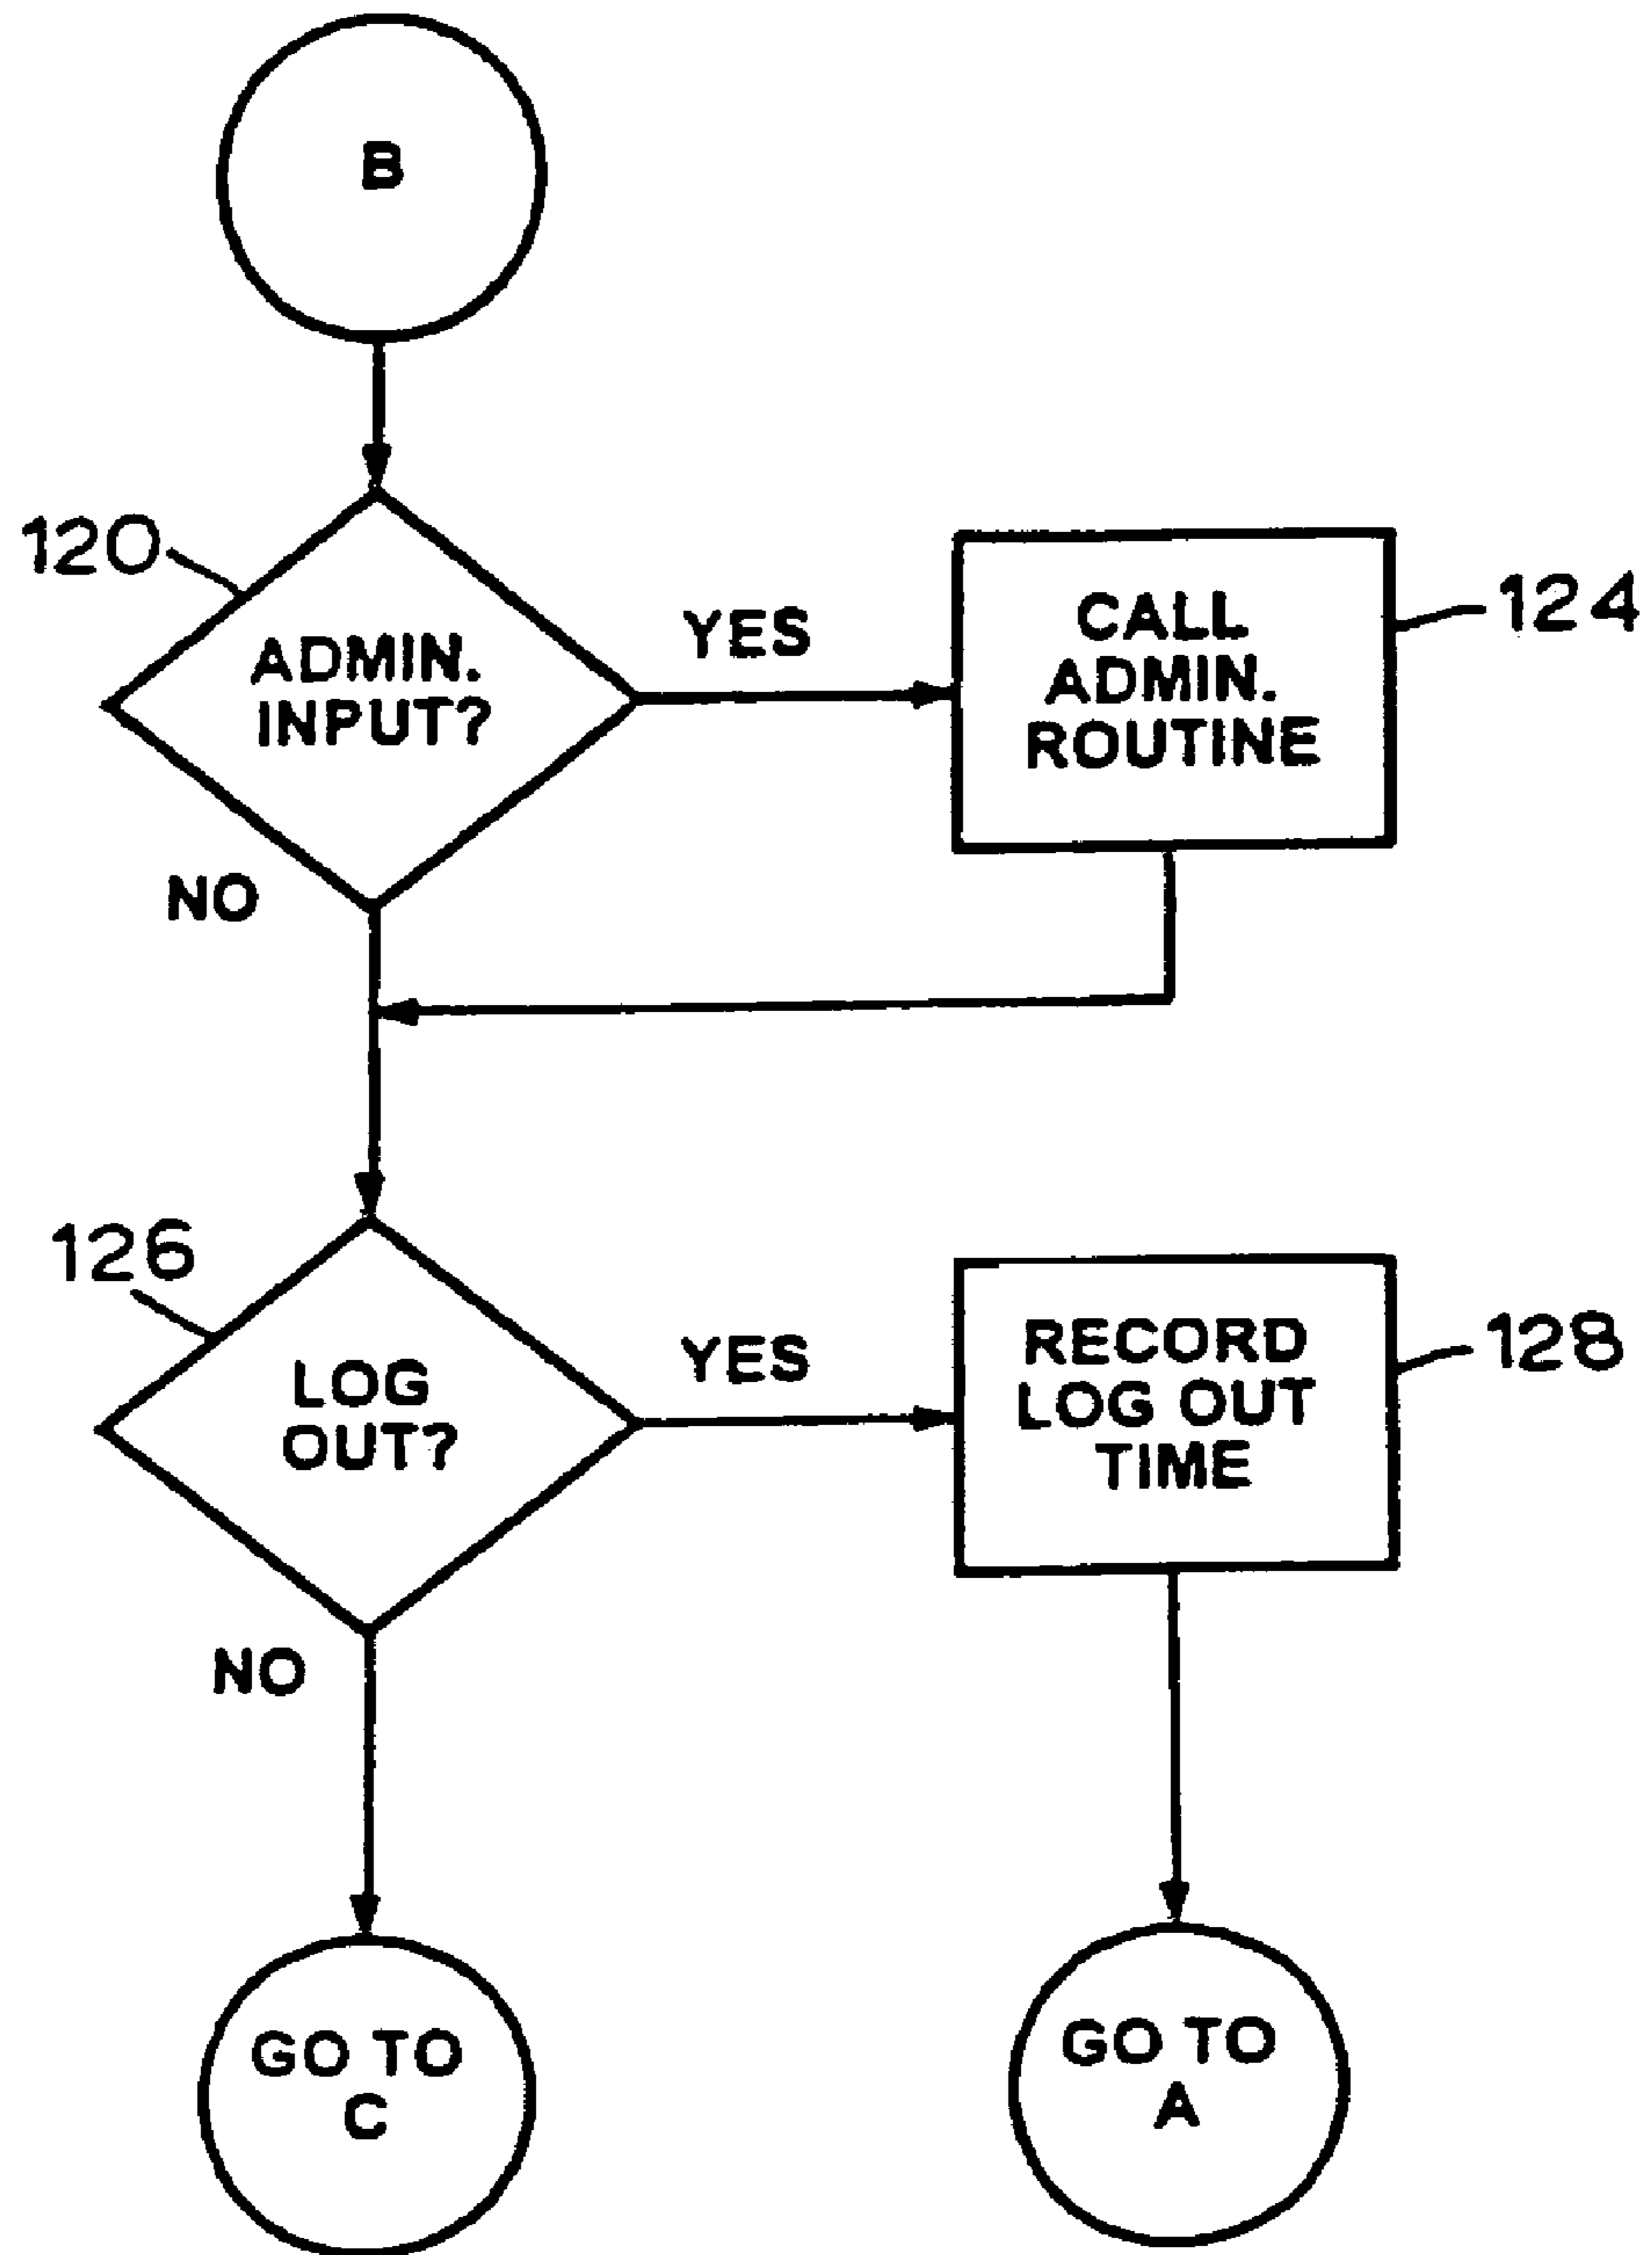 B
120
ADMIN.
INPUT?
YES
CALL
ADMIN.
ROUTINE
124
NO
126
LOG
OUT?
YES
RECORD
LOG OUT
TIME
128
NO
GO TO
C
GO TO
A